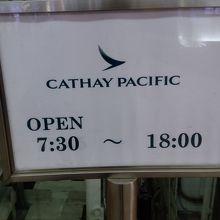 CATHAY PACIFIC
OPEN
7:30 ～ 18:00